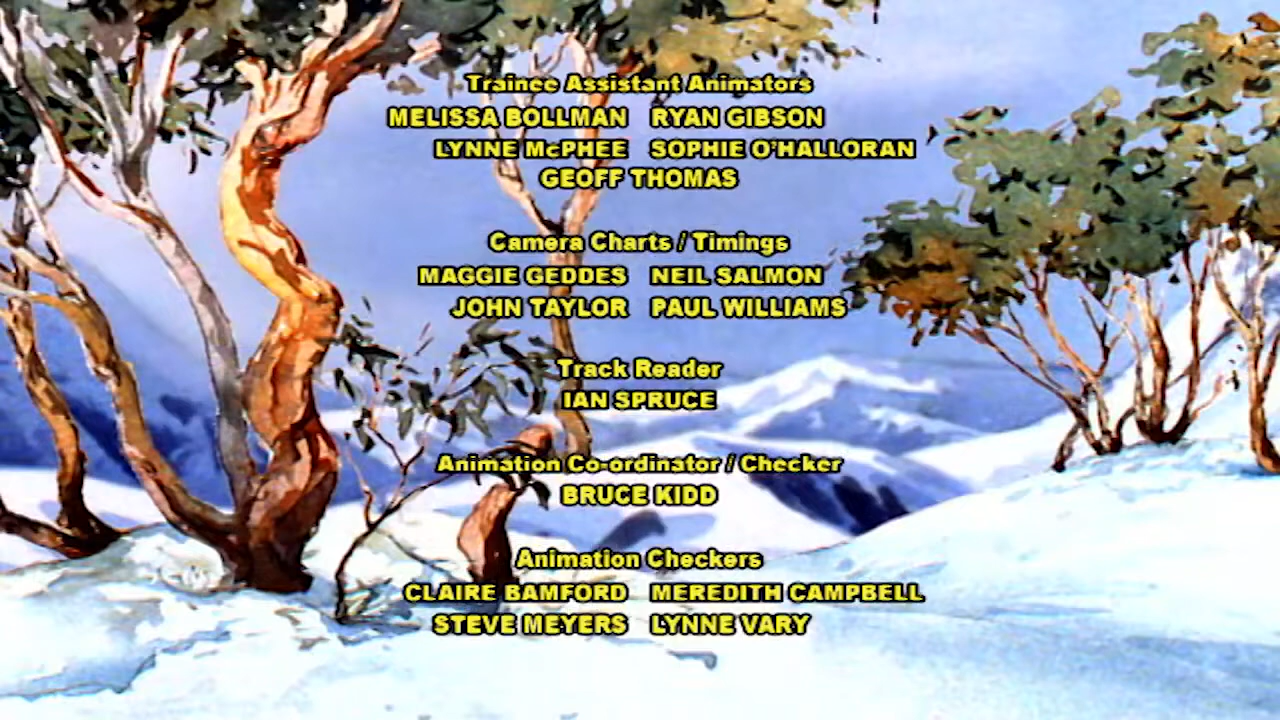 Trainee Assistant Animators
MELISSA BOLLMAN RYAN GIBSON
LYNNE McPHEE SOPHIE O'HALLORAN
GEOFF THOMAS
Camera Charts / Timings
MAGGIE GEDDES NEIL SALMON
JOHN TAYLOR PAUL WILLIAMS
Track Reader
IAN SPRUCE
Animation Co-ordinator / Checker
BRUCE KIDD
Animation Checkers
CLAIRE BAMFORD MEREDITH CAMPBELL
STEVE MEYERS LYNNE VARY